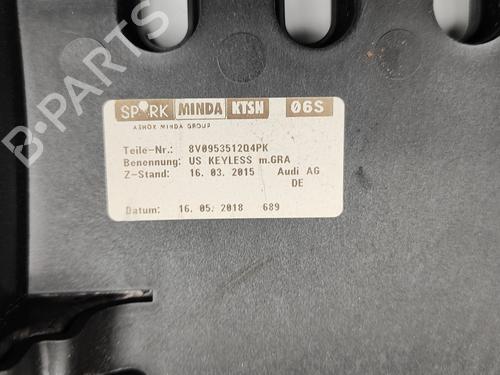 SPARK MINDA KTSN 06S
ASHOK MINDA GROUP
Teile-Nr.: 8V0953512Q4PK
Benennung: US KEYLESS m.GRA
Z-Stand: 16. 03. 2015 Audi AG
DE
Datum: 16. 05. 2018 689
B-PARTS